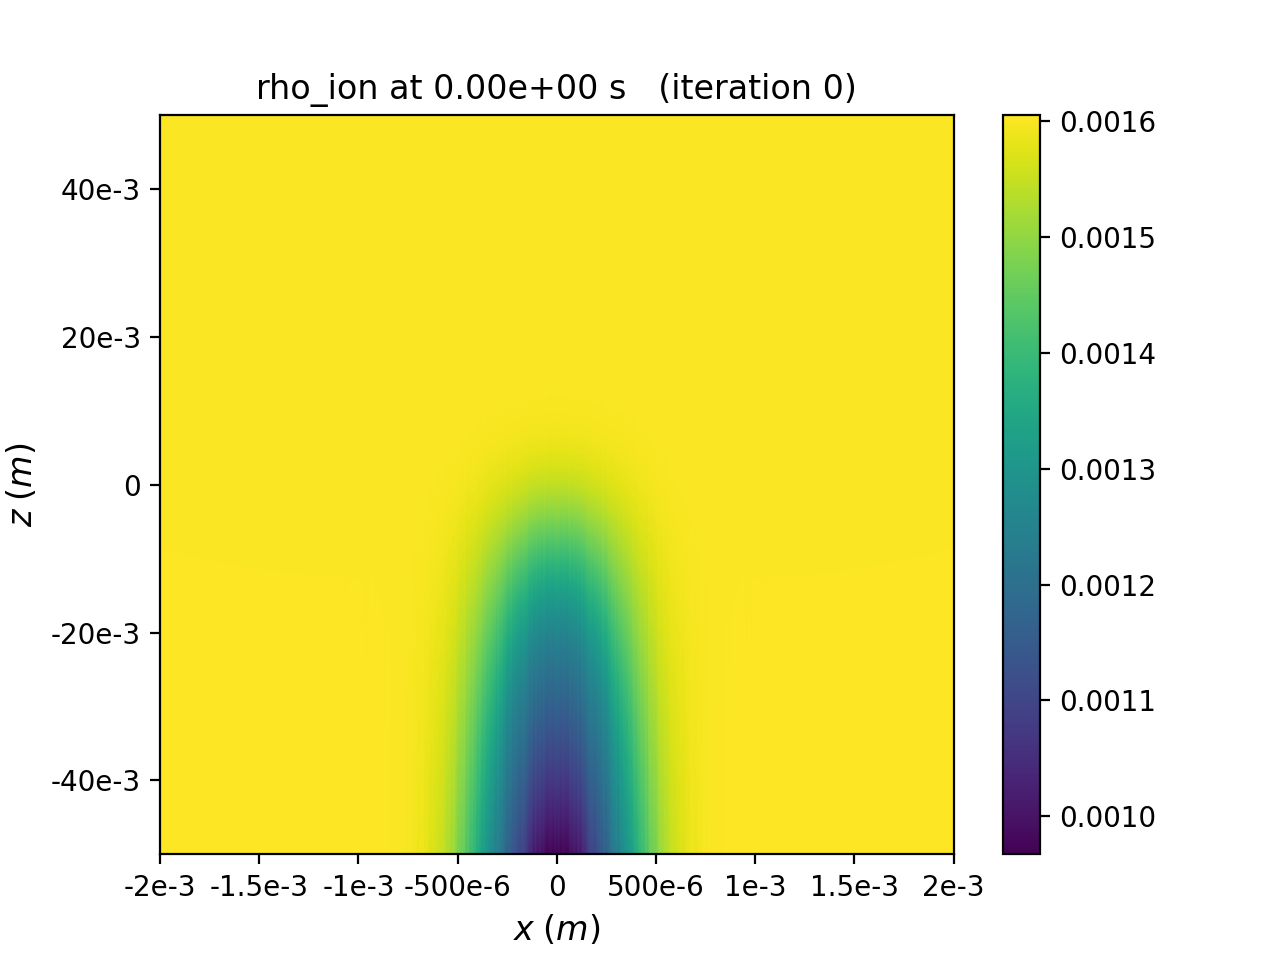 rho_ion at 0.00e+00 s (iteration 0)
40e-3
20e-3
0
-20e-3
-40e-3
z (m)
-2e-3 -1.5e-3 -1e-3 -500e-6 0 500e-6 1e-3 1.5e-3 2e-3
x (m)
0.0016
0.0015
0.0014
0.0013
0.0012
0.0011
0.0010